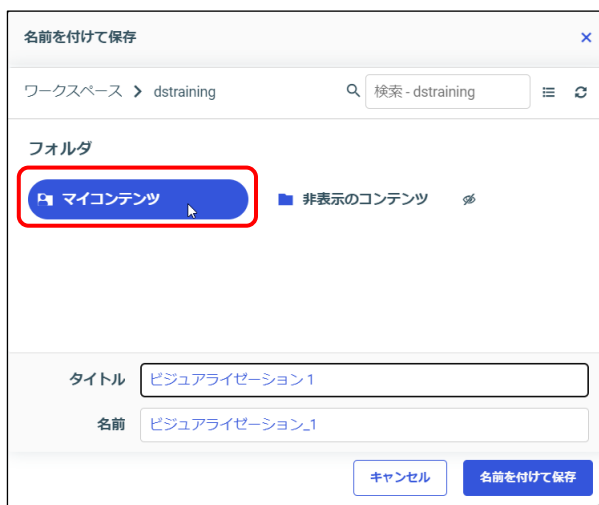 名前を付けて保存
ワークスペース dstraining 検索 - dstraining
フォルダ
マイコンテンツ 非表示のコンテンツ
タイトル ビジュアライゼーション 1
名前 ビジュアライゼーション_1
キャンセル 名前を付けて保存